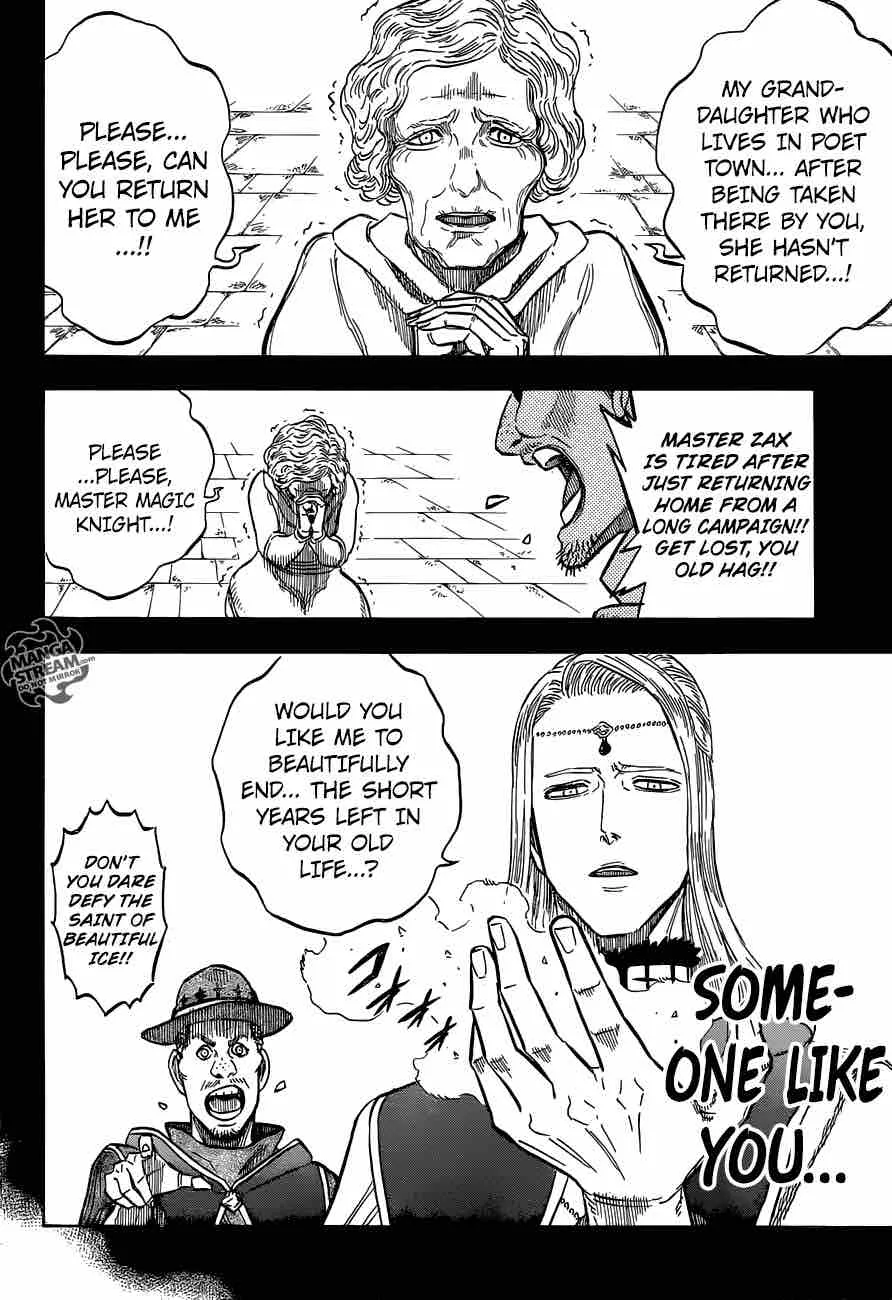 MY GRAND-
DAUGHTER WHO
LIVES IN POET
TOWN... AFTER
BEING TAKEN
THERE BY YOU,
SHE HASN'T
RETURNED...!
PLEASE...
PLEASE, CAN
YOU RETURN
HER TO ME
...!!
MASTER ZAX
IS TIRED AFTER
JUST RETURNING
HOME FROM A
LONG CAMPAIGN!!
GET LOST, YOU
OLD HAG!!
PLEASE
...PLEASE,
MASTER MAGIC
KNIGHT...!
MANGA
STREAM.com
DO NOT MIRROR
WOULD YOU
LIKE ME TO
BEAUTIFULLY
END... THE SHORT
YEARS LEFT IN
YOUR OLD
LIFE...?
DON'T
YOU DARE
DEFY THE
SAINT OF
BEAUTIFUL
ICE!!
SOME-
ONE LIKE
YOU...